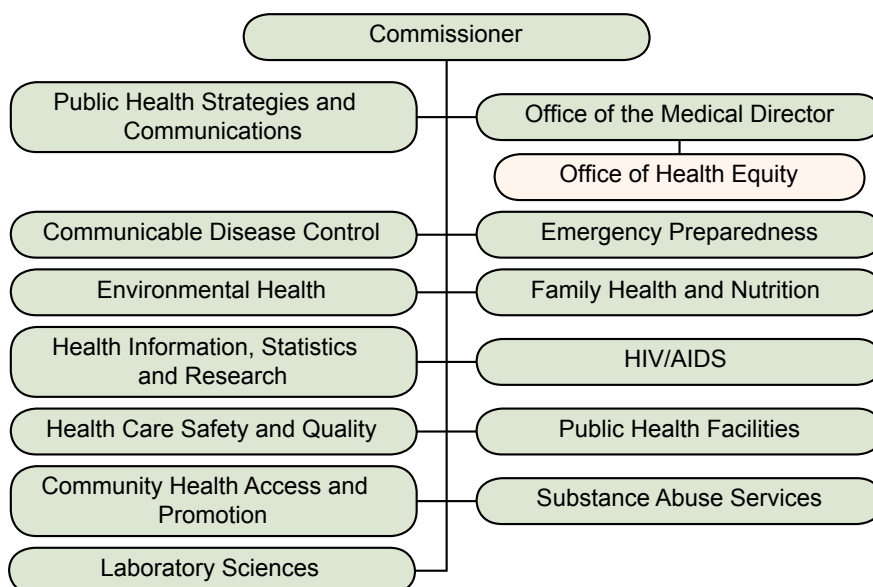 Commissioner
Public Health Strategies and
Communications
Office of the Medical Director
Office of Health Equity
Communicable Disease Control
Emergency Preparedness
Environmental Health
Family Health and Nutrition
Health Information, Statistics
and Research
HIV/AIDS
Health Care Safety and Quality
Public Health Facilities
Community Health Access and
Promotion
Substance Abuse Services
Laboratory Sciences